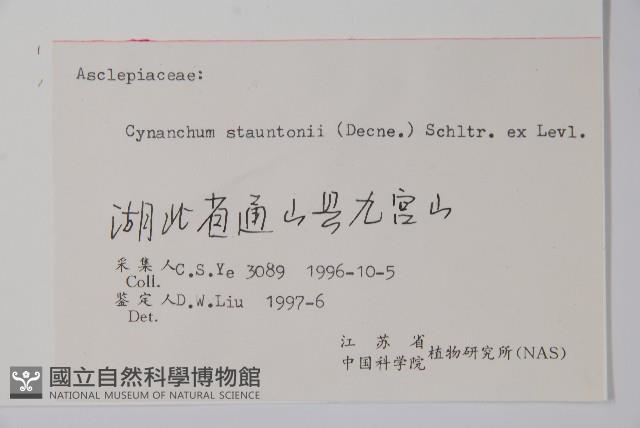 Asclepiaceae:
Cynanchum stauntonii (Decne.) Schltr. ex Levl.
湖北省通山县九宫山
采集人C.S.Ye 3089 1996-10-5
Coll.
鉴定人D.W.Liu 1997-6
Det.
江苏省
中国科学院植物研究所(NAS)
國立自然科學博物館
NATIONAL MUSEUM OF NATURAL SCIENCE